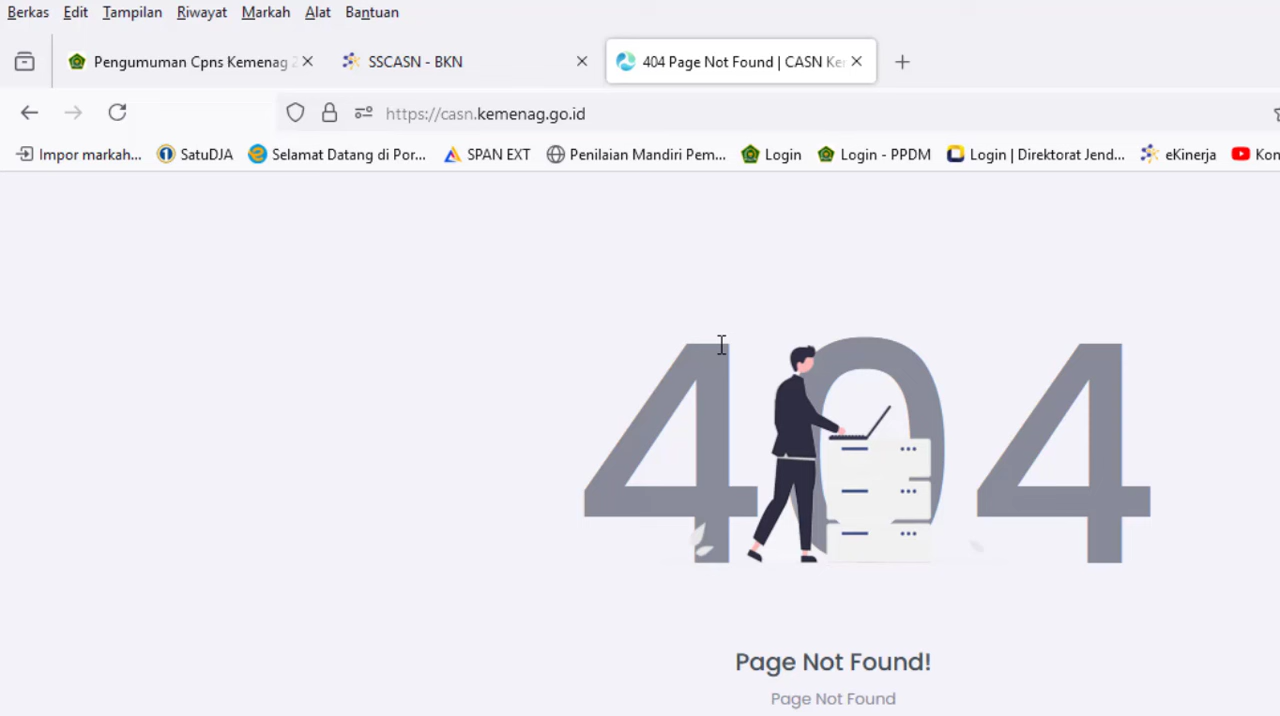 Berkas Edit Tampilan Riwayat Markah Alat Bantuan
Pengumuman Cpns Kemenag 2 SSCASN - BKN 404 Page Not Found | CASN Ke
https://casn.kemenag.go.id
Impor markah... SatuDJA Selamat Datang di Por... SPAN EXT Penilaian Mandiri Pem... Login Login - PPDM Login | Direktorat Jend... eKinerja Kon
404
Page Not Found!
Page Not Found